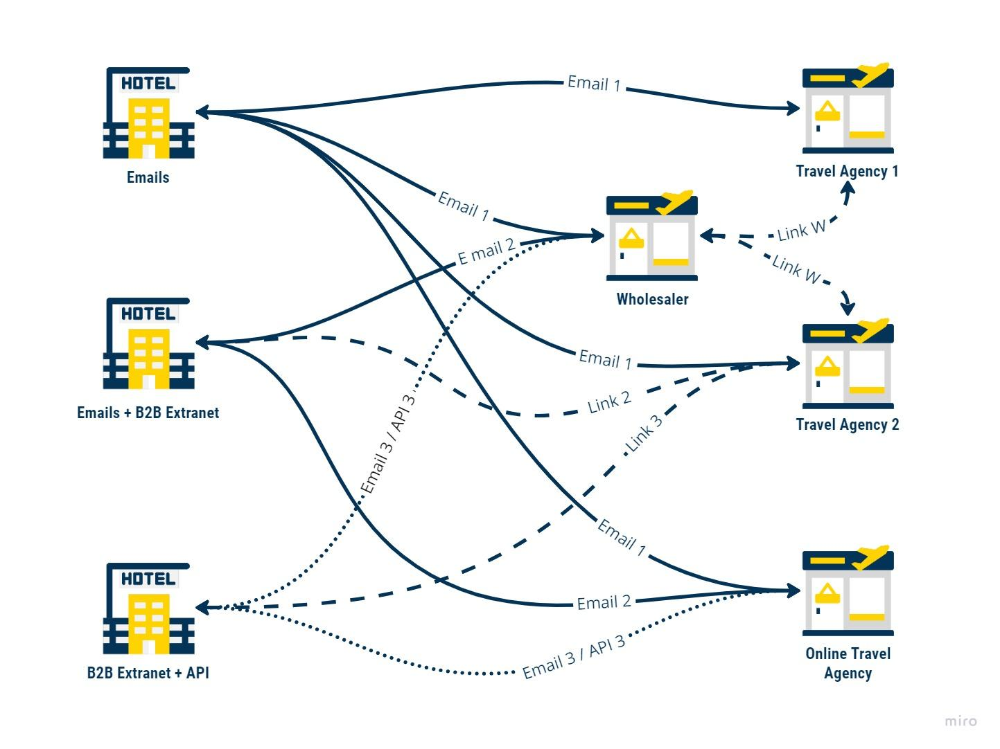 HOTEL
Emails
Email 1
Travel Agency 1
Email 1
Wholesaler
Link W
Link W
E mail 2
HOTEL
Emails + B2B Extranet
Email 1
Link 2
Travel Agency 2
Link 3
Email 3 / API 3
Email 1
HOTEL
B2B Extranet + API
Email 2
Email 3 / API 3
Online Travel
Agency
miro